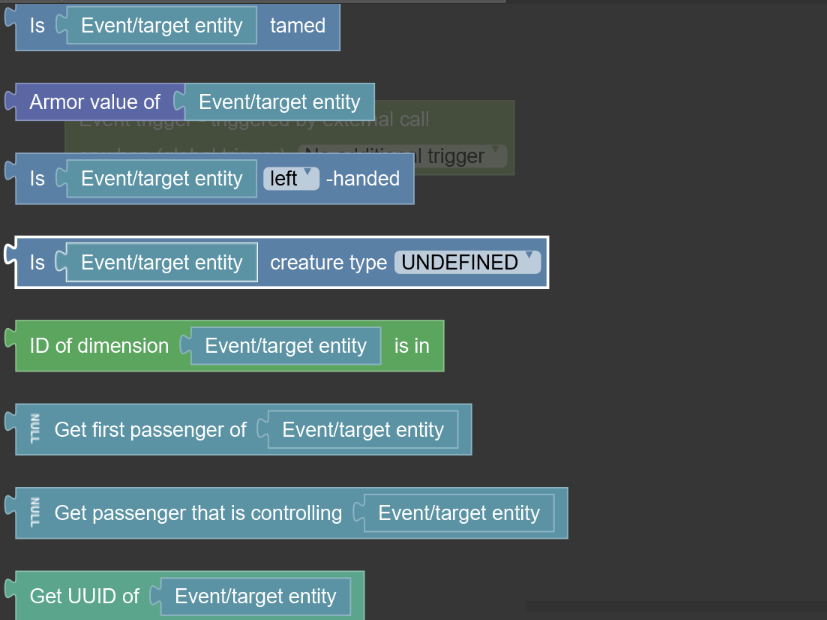 Is Event/target entity tamed
Armor value of Event/target entity
Event trigger - triggered by external call
No additional trigger
Is Event/target entity left -handed
Is Event/target entity creature type UNDEFINED
ID of dimension Event/target entity is in
NULL Get first passenger of Event/target entity
NULL Get passenger that is controlling Event/target entity
Get UUID of Event/target entity